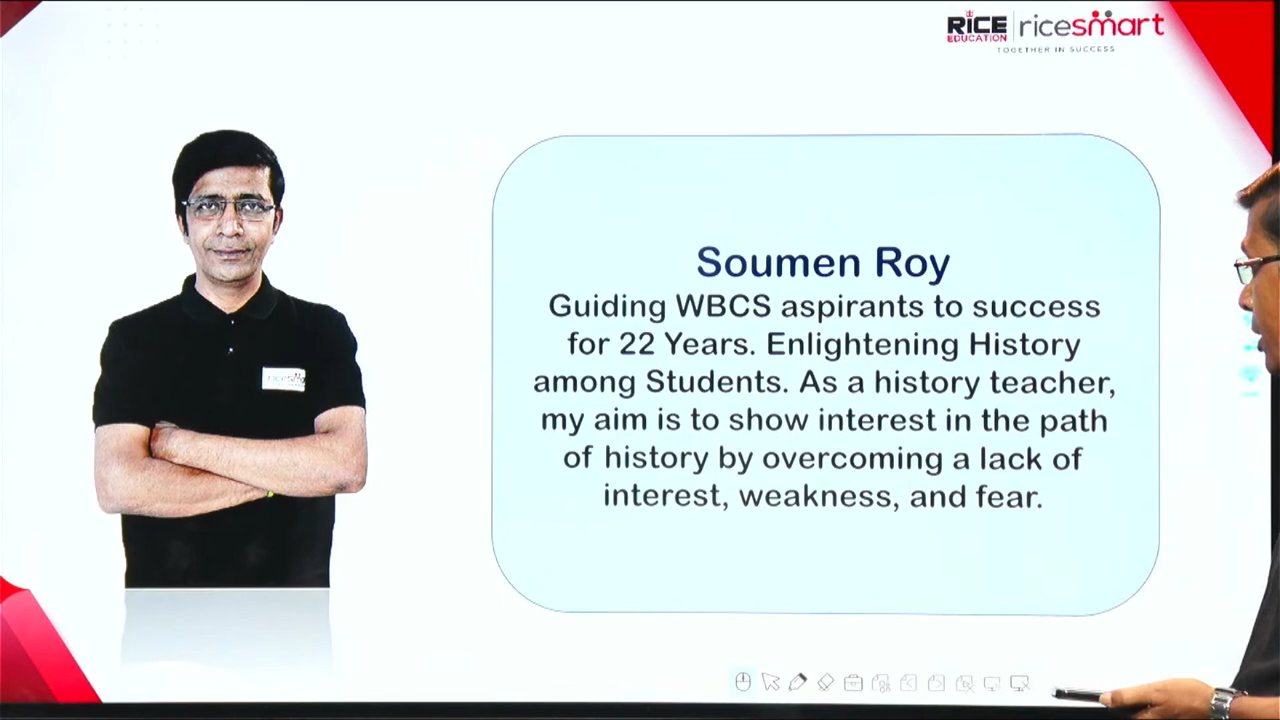 RICE EDUCATION
ricesmart
TOGETHER IN SUCCESS
Soumen Roy
Guiding WBCS aspirants to success
for 22 Years. Enlightening History
among Students. As a history teacher,
my aim is to show interest in the path
of history by overcoming a lack of
interest, weakness, and fear.